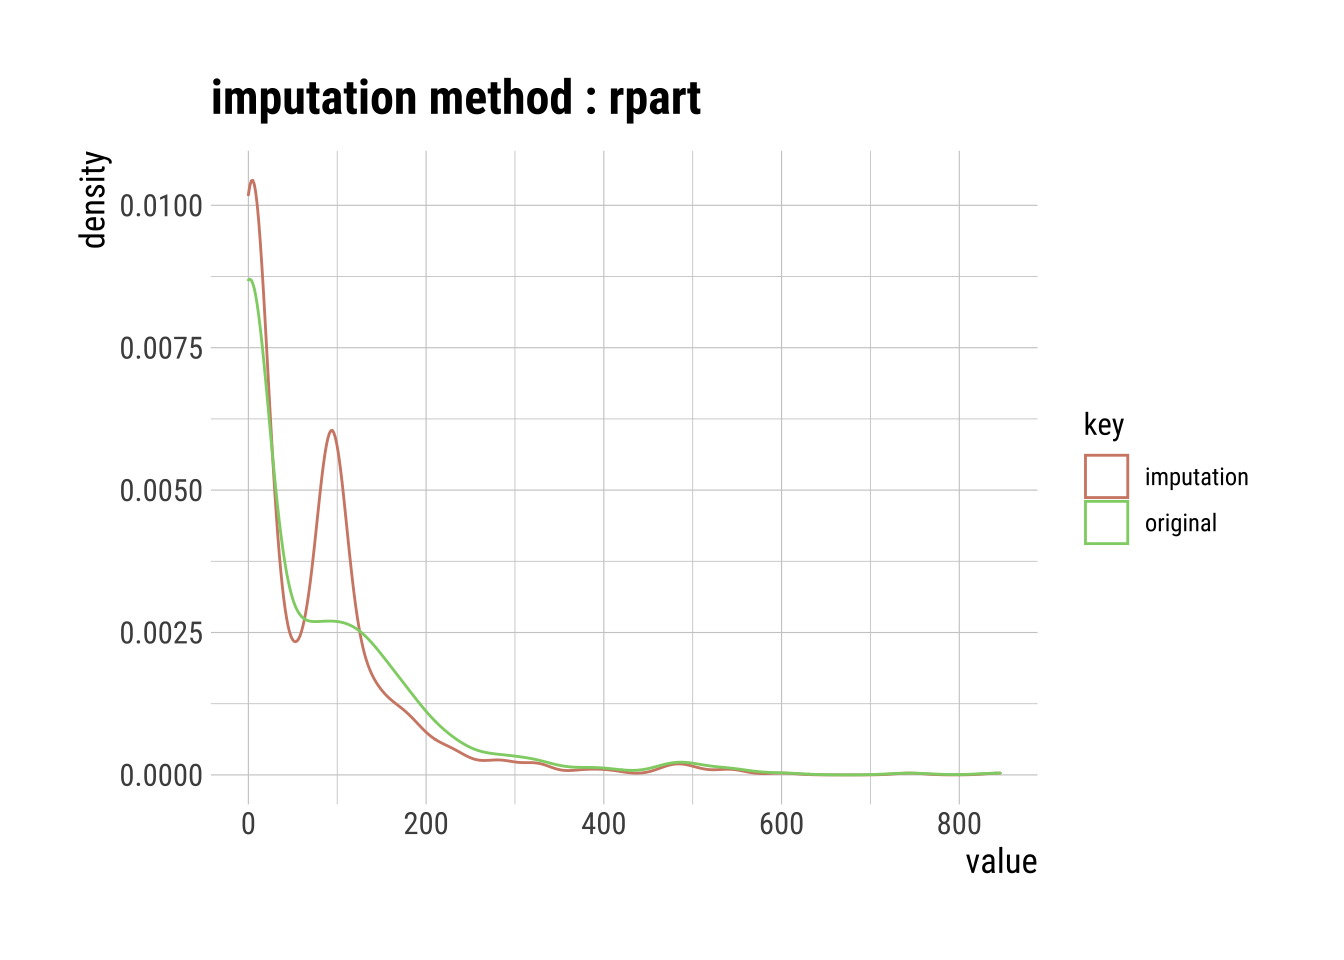 imputation method : rpart
density
0.0100
0.0075
0.0050
0.0025
0.0000
0 200 400 600 800
value
key
imputation
original